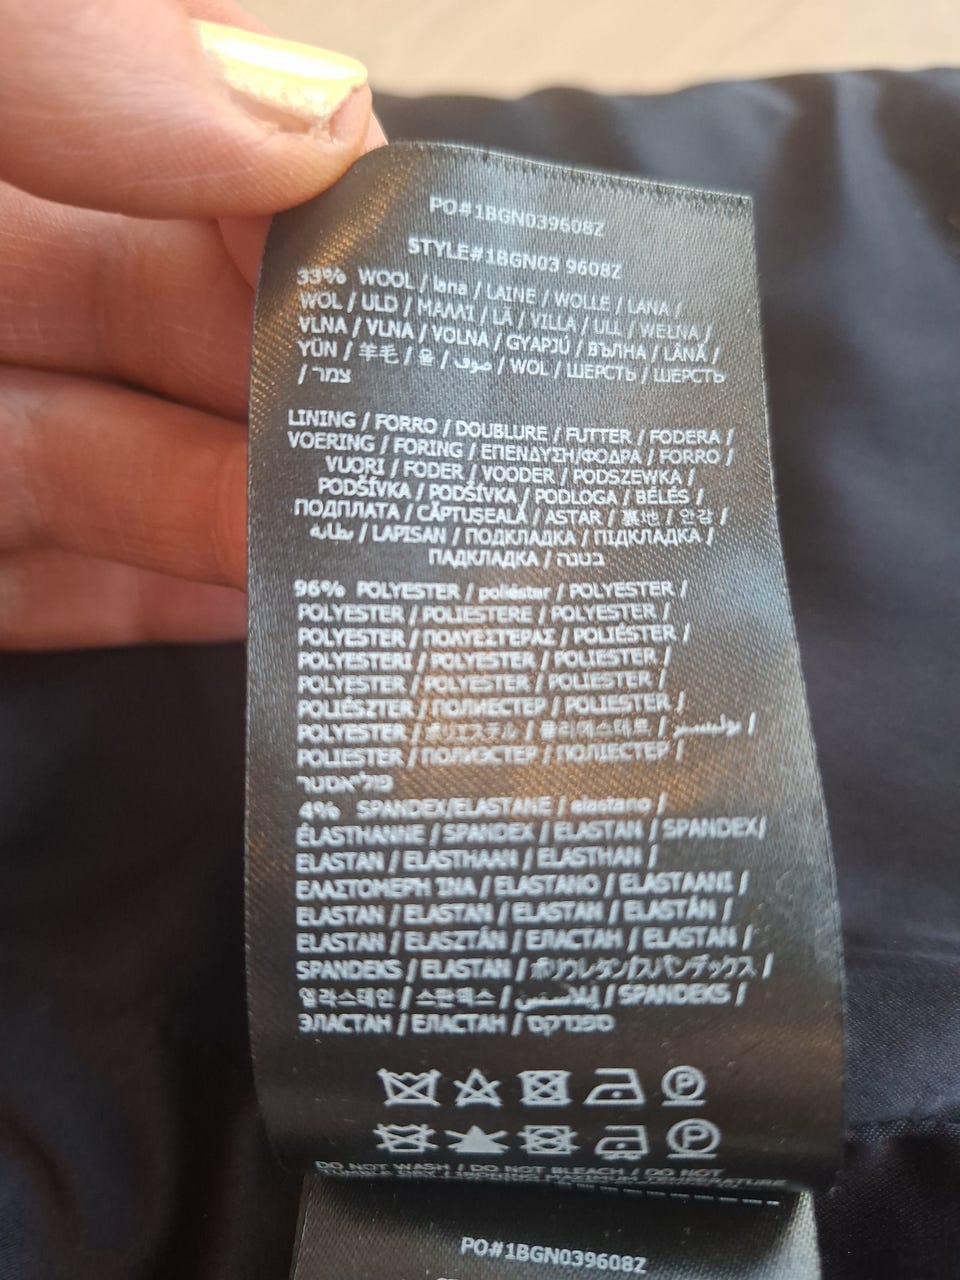 PO#1BGN039608Z
STYLE#1BGN03 9608Z
33% WOOL / lana / LAINE / WOLLE / LANA /
WOL / ULD / ΜΑΛΛΙ / LÃ / VILLA / ULL / WEŁNA /
VLNA / VLNA / VOLNA / GYAPJÚ / ВЪЛНА / LÂNĂ /
YÜN / 羊毛 / 울 / صوف / WOL / ШЕРСТЬ / ШЕРСТЬ
/ צמר
LINING / FORRO / DOUBLURE / FUTTER / FODERA /
VOERING / FORING / ΕΠΕΝΔΥΣΗ/ΦΟΔΡΑ / FORRO /
VUORI / FODER / VOODER / PODSZEWKA /
PODŠÍVKA / PODŠÍVKA / PODLOGA / BÉLÉS /
ПОДПЛАТА / CĂPTUŞEALĂ / ASTAR / 裏地 / 안감 /
بطانة / LAPISAN / ПОДКЛАДКА / ПІДКЛАДКА /
ПАДКЛАДКА / בטנה
96% POLYESTER / poliéster / POLYESTER /
POLYESTER / POLIESTERE / POLYESTER /
POLYESTER / ΠΟΛΥΕΣΤΕΡΑΣ / POLIÉSTER /
POLYESTERI / POLYESTER / POLIESTER /
POLYESTER / POLYESTER / POLIESTER /
POLIÉSZTER / ПОЛИЕСТЕР / POLIESTER /
POLYESTER / ポリエステル / 폴리에스테르 / بوليستر /
POLIESTER / ПОЛИЭСТЕР / ПОЛІЕСТЕР /
פוליאסטר
4% SPANDEX/ELASTANE / elastano /
ÉLASTHANNE / SPANDEX / ELASTAN / SPANDEX/
ELASTAN / ELASTHAAN / ELASTHAN /
ΕΛΑΣΤΟΜΕΡΗ ΊΝΑ / ELASTANO / ELASTAANI /
ELASTAN / ELASTAN / ELASTAN / ELASTÁN /
ELASTAN / ELASZTÁN / ЕЛАСТАН / ELASTAN /
SPANDEKS / ELASTAN / ポリウレタン/スパンデックス /
엘라스테인 / 스판덱스 / إيلاستين / SPANDEKS /
ЭЛАСТАН / ЕЛАСТАН / ספנדקס
DO NOT WASH / DO NOT BLEACH / DO NOT
PO#1BGN039608Z